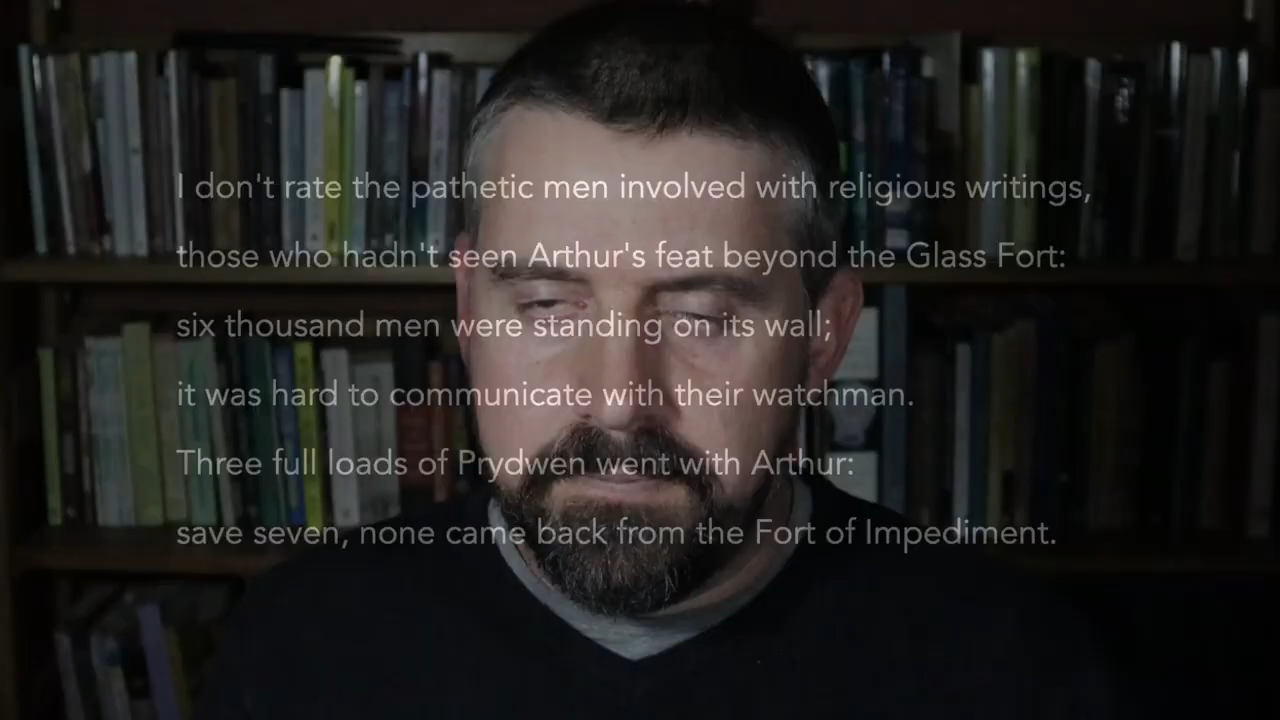 I don't rate the pathetic men involved with religious writings,
those who hadn't seen Arthur's feat beyond the Glass Fort:
six thousand men were standing on its wall;
it was hard to communicate with their watchman.
Three full loads of Prydwen went with Arthur:
save seven, none came back from the Fort of Impediment.